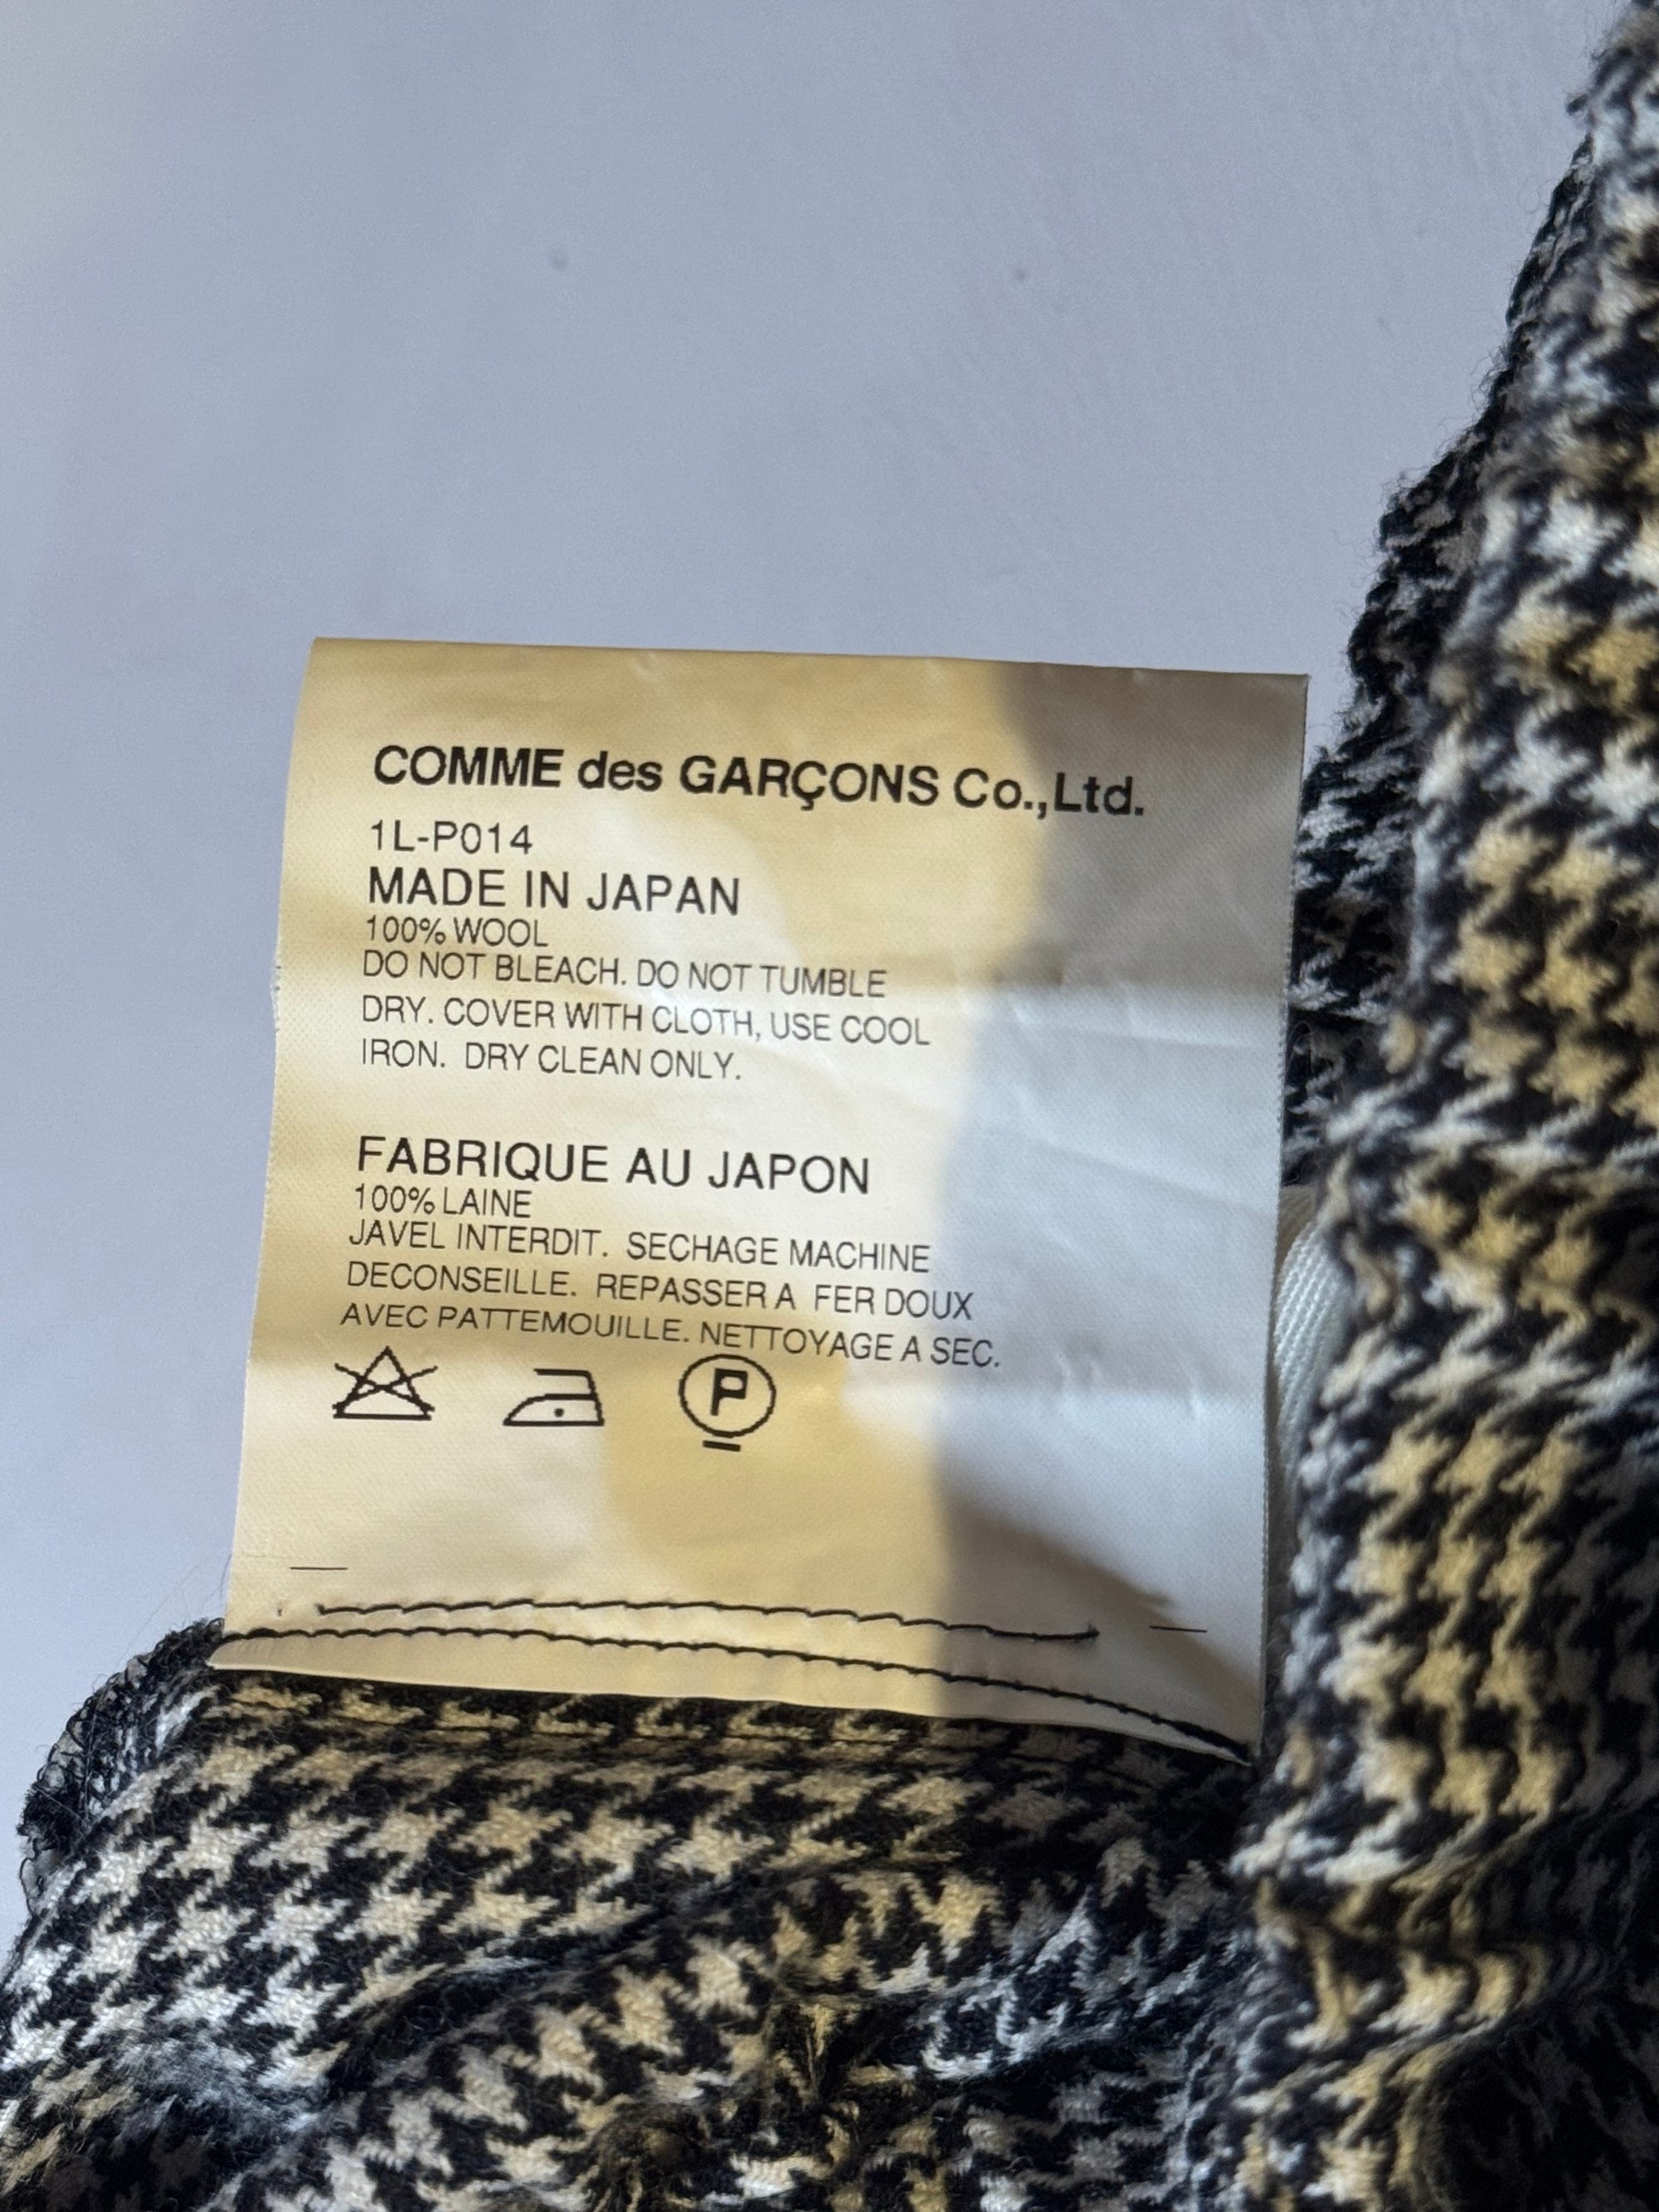 COMME des GARÇONS Co.,Ltd.
1L-P014
MADE IN JAPAN
100% WOOL
DO NOT BLEACH. DO NOT TUMBLE
DRY. COVER WITH CLOTH, USE COOL
IRON. DRY CLEAN ONLY.
FABRIQUE AU JAPON
100% LAINE
JAVEL INTERDIT. SECHAGE MACHINE
DECONSEILLE. REPASSER A FER DOUX
AVEC PATTEMOUILLE. NETTOYAGE A SEC.
P